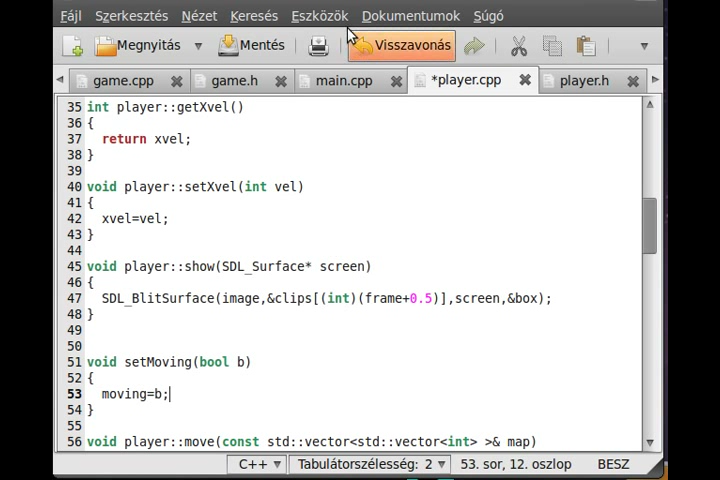 Fájl Szerkesztés Nézet Keresés Eszközök Dokumentumok Súgó
Megnyitás Mentés Visszavonás
game.cpp game.h main.cpp *player.cpp player.h
35 int player::getXvel()
36 {
37 return xvel;
38 }
39
40 void player::setXvel(int vel)
41 {
42 xvel=vel;
43 }
44
45 void player::show(SDL_Surface* screen)
46 {
47 SDL_BlitSurface(image,&clips[(int)(frame+0.5)],screen,&box);
48 }
49
50
51 void setMoving(bool b)
52 {
53 moving=b;
54 }
55
56 void player::move(const std::vector<std::vector<int> >& map)
C++ Tabulátorszélesség: 2 53. sor, 12. oszlop BESZ